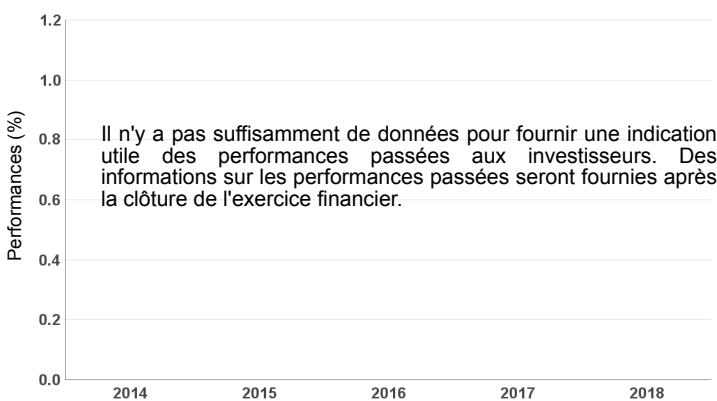 1.2
1.0
Performances (%)
0.8
Il n'y a pas suffisamment de données pour fournir une indication
utile des performances passées aux investisseurs. Des
informations sur les performances passées seront fournies après
la clôture de l'exercice financier.
0.6
0.4
0.2
0.0
2014 2015 2016 2017 2018